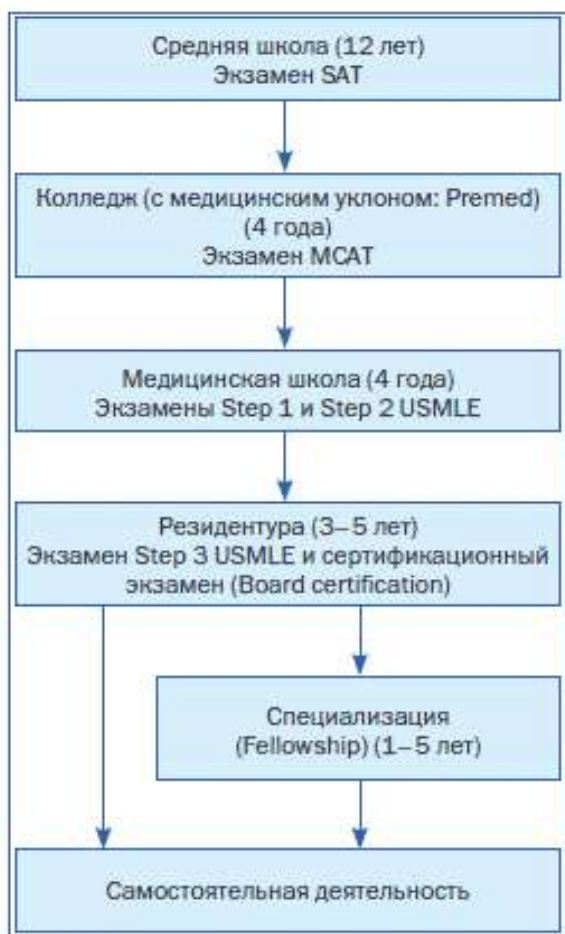 Средняя школа (12 лет)
Экзамен SAT
Колледж (с медицинским уклоном: Premed)
(4 года)
Экзамен MCAT
Медицинская школа (4 года)
Экзамены Step 1 и Step 2 USMLE
Резидентура (3–5 лет)
Экзамен Step 3 USMLE и сертификационный
экзамен (Board certification)
Специализация
(Fellowship) (1–5 лет)
Самостоятельная деятельность